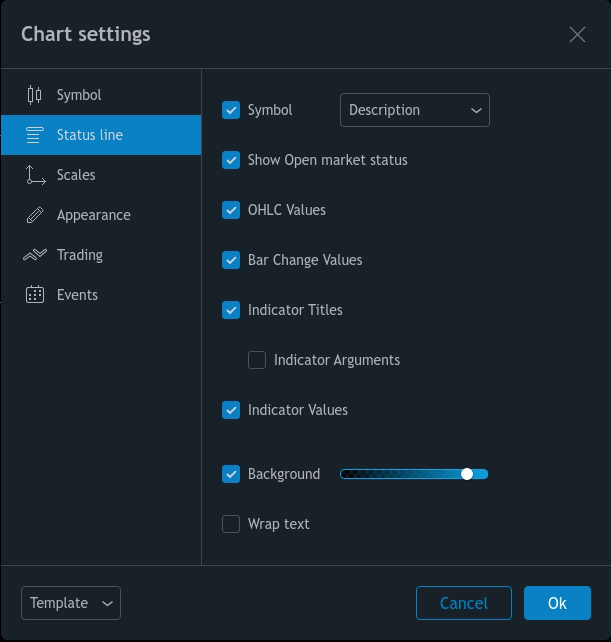 Chart settings
Symbol
Status line
Scales
Appearance
Trading
Events
Symbol Description
Show Open market status
OHLC Values
Bar Change Values
Indicator Titles
Indicator Arguments
Indicator Values
Background
Wrap text
Template Cancel Ok